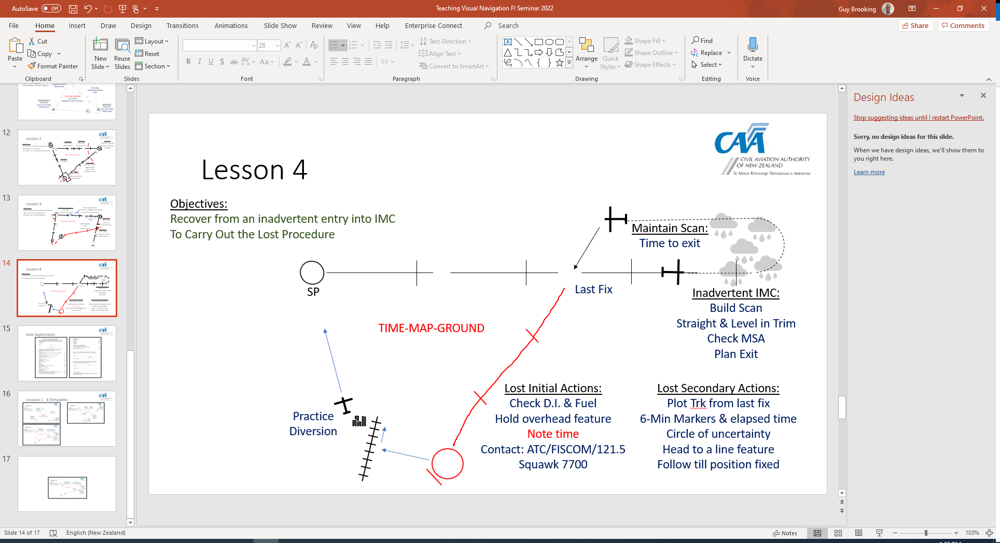 AutoSave Off
Teaching Visual Navigation FI Seminar 2022
Guy Brooking
File Home Insert Draw Design Transitions Animations Slide Show Review View Help Enterprise Connect Search
Share Comments
Paste
Cut
Copy
Format Painter
Clipboard
New Slide
Reuse Slides
Layout
Reset
Section
Slides
28
B I U S ab AV Aa A
Font
Text Direction
Align Text
Convert to SmartArt
Paragraph
Arrange
Quick Styles
Shape Fill
Shape Outline
Shape Effects
Drawing
Find
Replace
Select
Editing
Dictate
Voice
12
Lesson 2
13
Lesson 3
14
Lesson 4
15
Solo Supervision
16
Lessons 1 - 4 Templates
17
CAA
CIVIL AVIATION AUTHORITY
OF NEW ZEALAND
Te Mana Rererangi Tūmatanui o Aotearoa
Lesson 4
Objectives:
Recover from an inadvertent entry into IMC
To Carry Out the Lost Procedure
Maintain Scan:
Time to exit
SP
Last Fix
Inadvertent IMC:
Build Scan
Straight & Level in Trim
Check MSA
Plan Exit
TIME-MAP-GROUND
Practice
Diversion
Lost Initial Actions:
Check D.I. & Fuel
Hold overhead feature
Note time
Contact: ATC/FISCOM/121.5
Squawk 7700
Lost Secondary Actions:
Plot Trk from last fix
6-Min Markers & elapsed time
Circle of uncertainty
Head to a line feature
Follow till position fixed
Design Ideas
Stop suggesting ideas until I restart PowerPoint.
Sorry, no design ideas for this slide.
When we have design ideas, we'll show them to
you right here.
Learn more
Slide 14 of 17
English (New Zealand)
Notes
103%